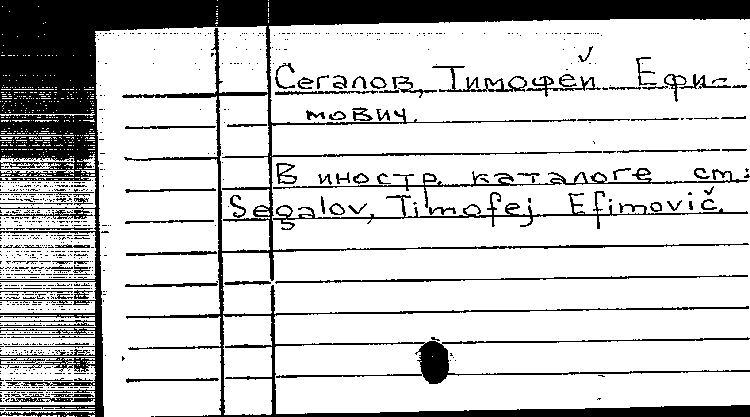 Сегалов, Тимофей Ефи-
мович.
В иностр. каталоге см:
Segalov, Timofej Efimovič.